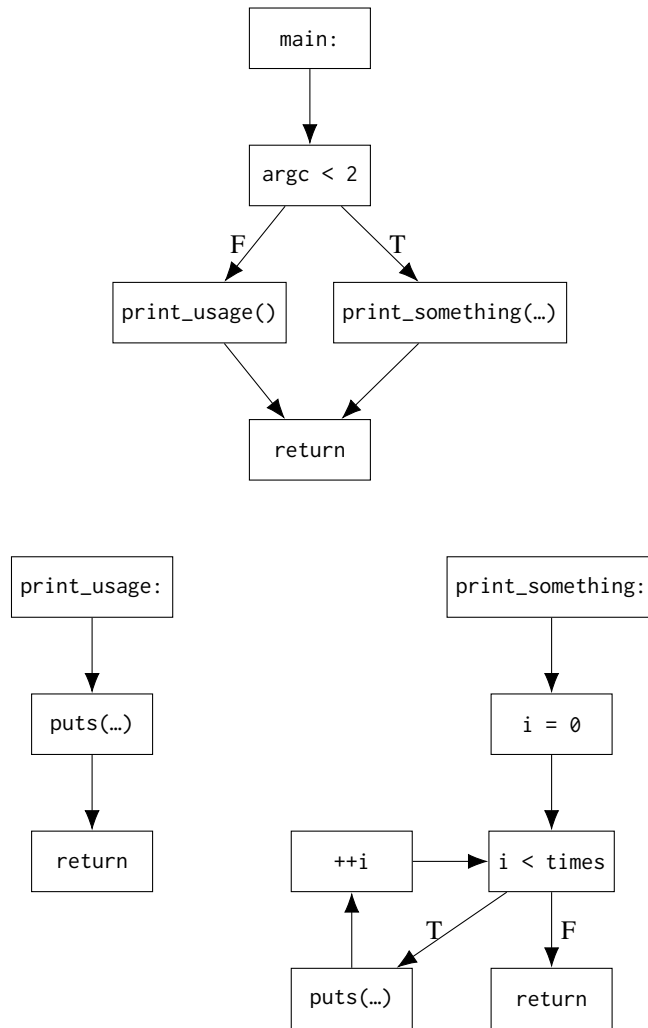 main:
argc < 2
F
T
print_usage()
print_something(…)
return
print_usage:
print_something:
puts(…)
i = 0
return
++i
i < times
T
F
puts(…)
return